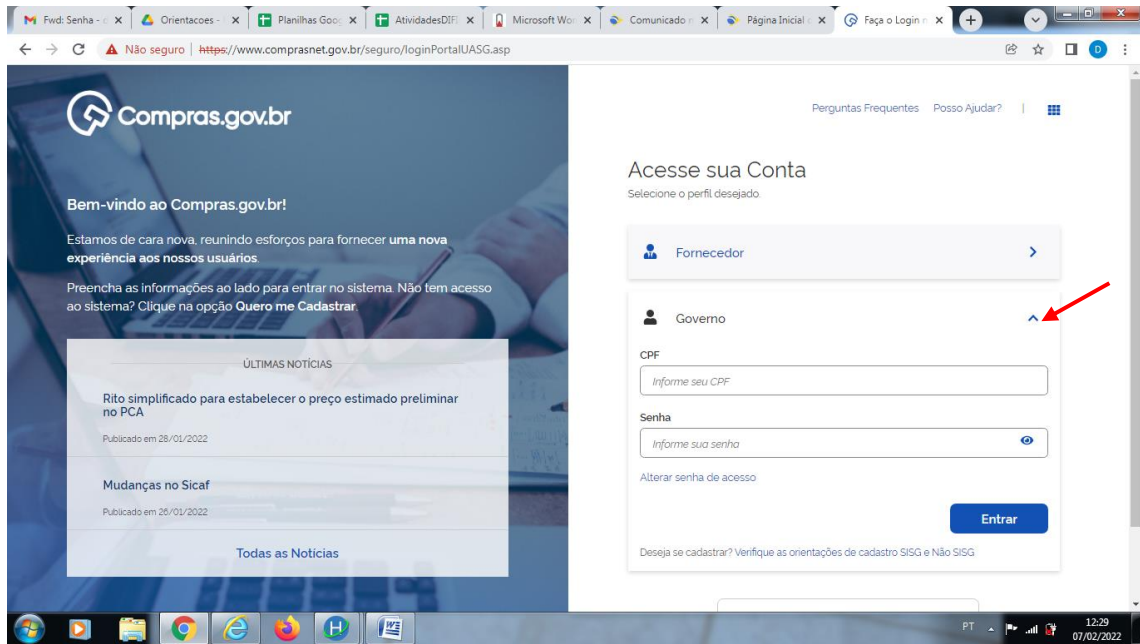 Fwd: Senha - c
Orientacoes -
Planilhas Goog
AtividadesDIFI
Microsoft Wor
Comunicado n
Página Inicial c
Faça o Login n
Não seguro | https://www.comprasnet.gov.br/seguro/loginPortalUASG.asp
D
Compras.gov.br
Perguntas Frequentes Posso Ajudar? |
Acesse sua Conta
Selecione o perfil desejado.
Bem-vindo ao Compras.gov.br!
Estamos de cara nova, reunindo esforços para fornecer uma nova
experiência aos nossos usuários.
Preencha as informações ao lado para entrar no sistema. Não tem acesso
ao sistema? Clique na opção Quero me Cadastrar.
ÚLTIMAS NOTÍCIAS
Rito simplificado para estabelecer o preço estimado preliminar
no PCA
Publicado em 28/01/2022
Mudanças no Sicaf
Publicado em 26/01/2022
Todas as Notícias
Fornecedor
Governo
CPF
Informe seu CPF
Senha
Informe sua senha
Alterar senha de acesso
Entrar
Deseja se cadastrar? Verifique as orientações de cadastro SISG e Não SISG
PT
12:29
07/02/2022